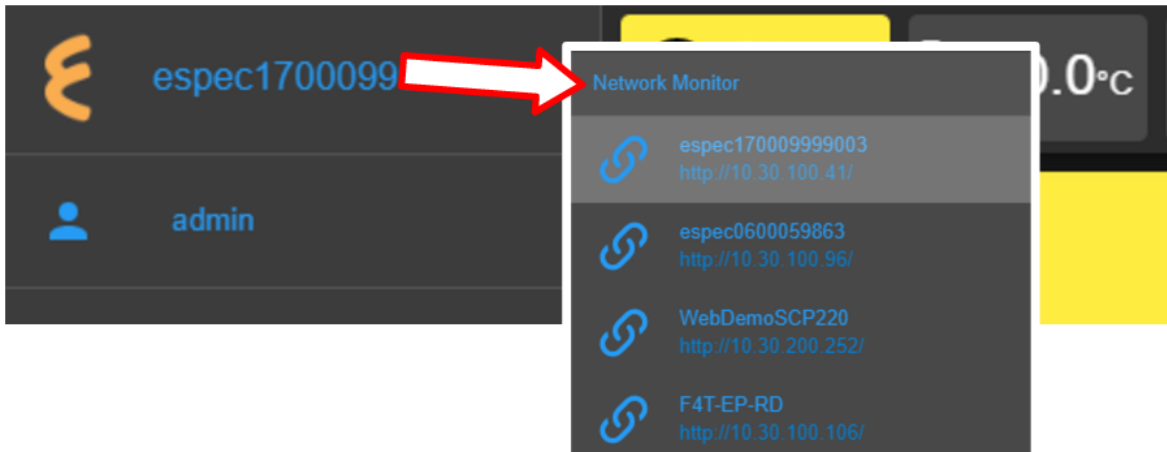 espec1700099
Network Monitor
.0°C
espec170009999003
http://10.30.100.41/
admin
espec0600059863
http://10.30.100.96/
WebDemoSCP220
http://10.30.200.252/
F4T-EP-RD
http://10.30.100.106/